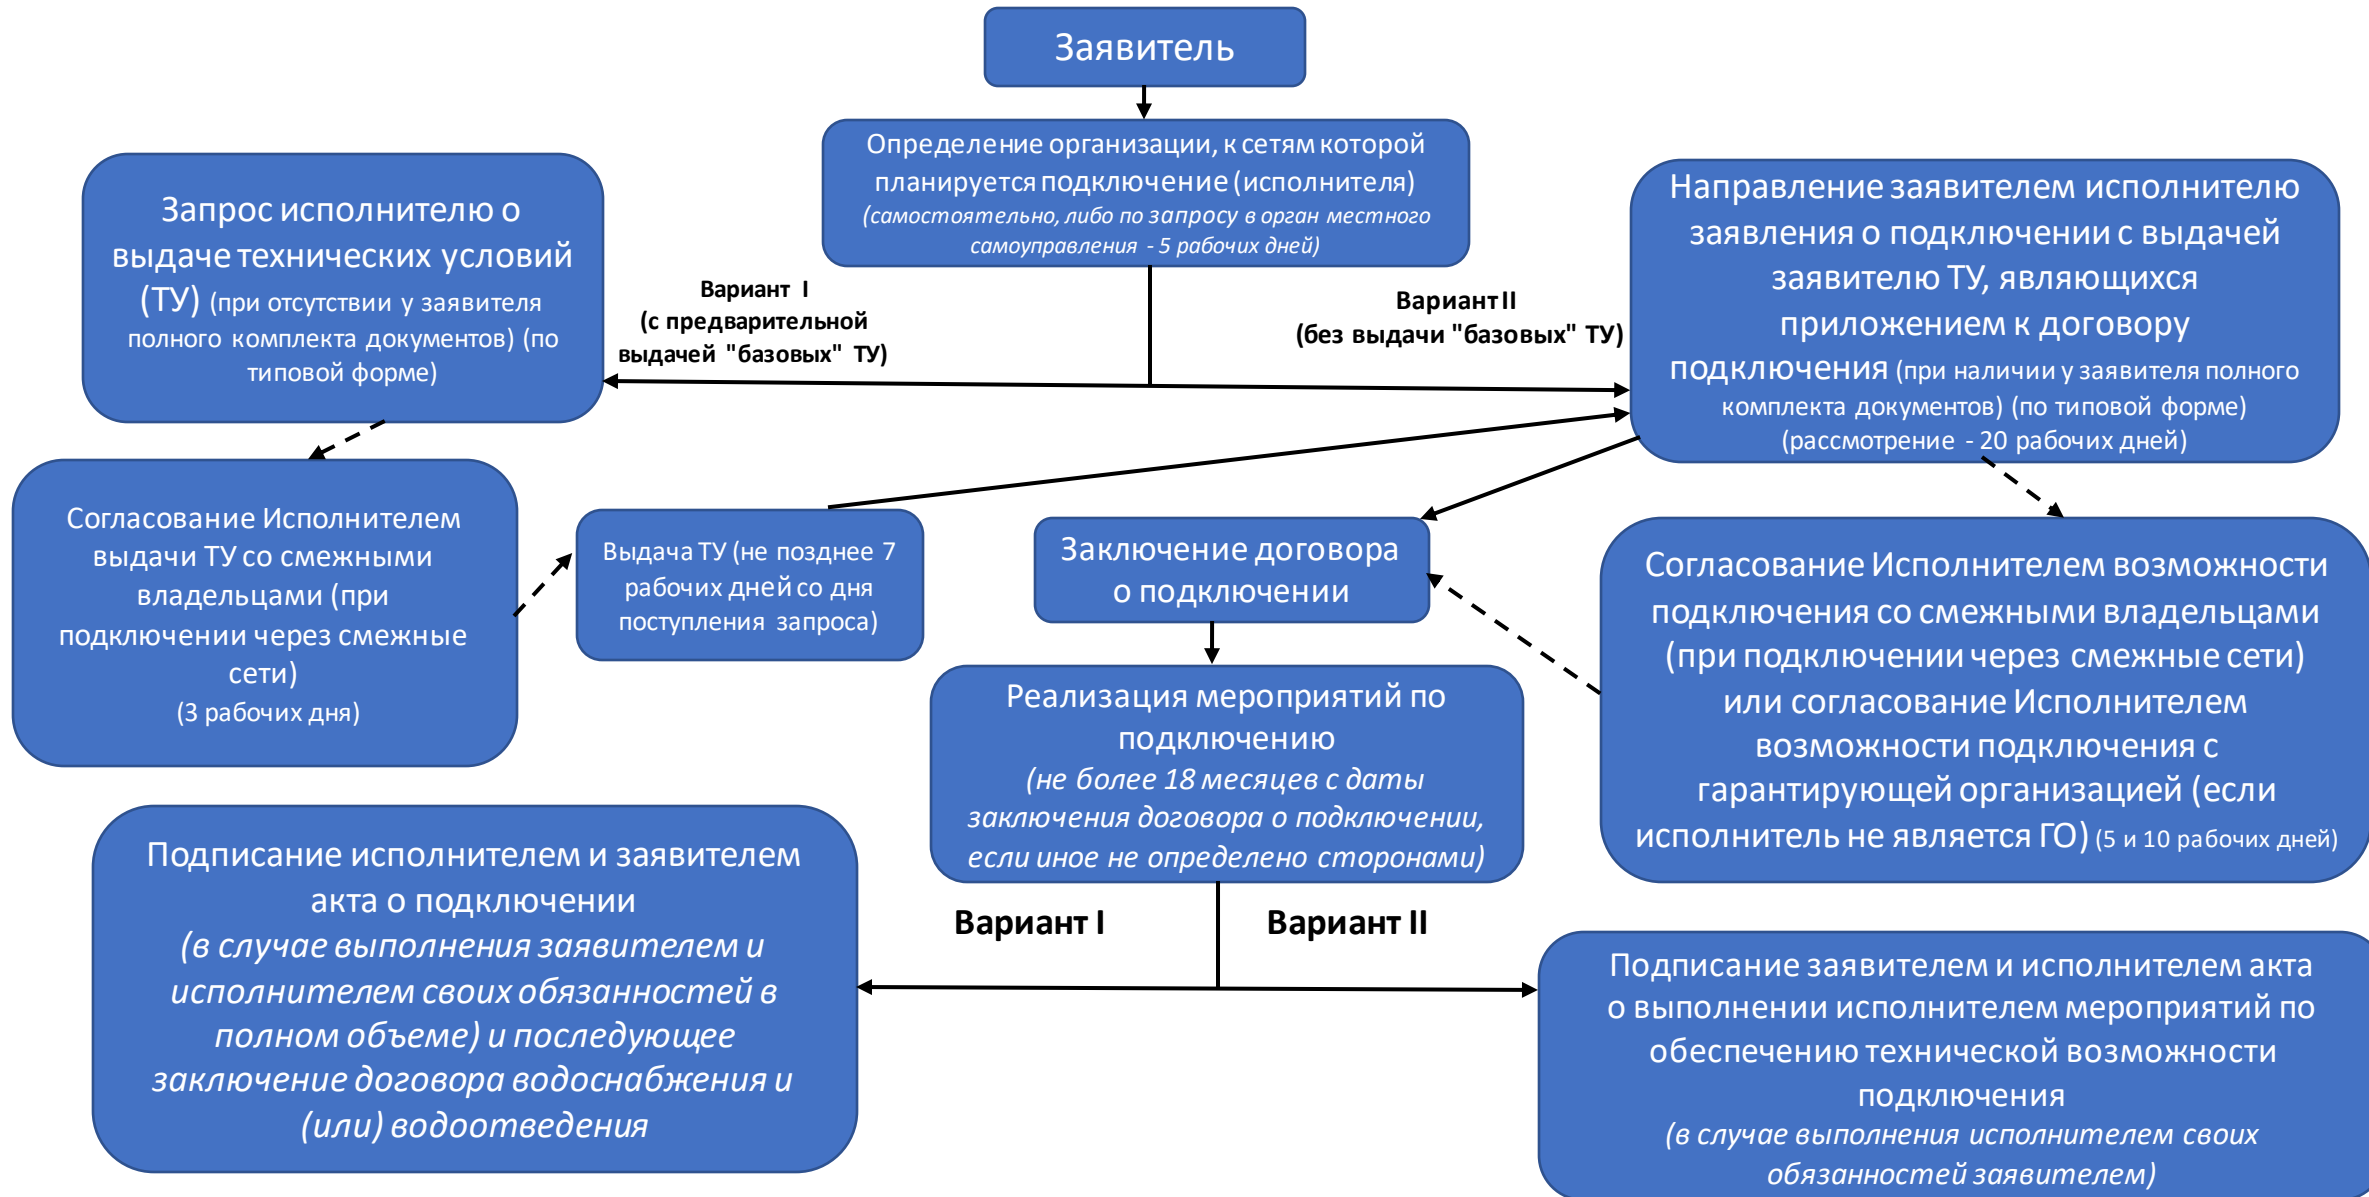 Заявитель
Определение организации, к сетям которой
планируется подключение (исполнителя)
(самостоятельно, либо по запросу в орган местного
самоуправления - 5 рабочих дней)
Запрос исполнителю о
выдаче технических условий
(ТУ) (при отсутствии у заявителя
полного комплекта документов) (по
типовой форме)
Вариант I
(с предварительной
выдачей "базовых" ТУ)
Вариант II
(без выдачи "базовых" ТУ)
Направление заявителем исполнителю
заявления о подключении с выдачей
заявителю ТУ, являющихся
приложением к договору
подключения (при наличии у заявителя полного
комплекта документов) (по типовой форме)
(рассмотрение - 20 рабочих дней)
Согласование Исполнителем
выдачи ТУ со смежными
владельцами (при
подключении через смежные
сети)
(3 рабочих дня)
Выдача ТУ (не позднее 7
рабочих дней со дня
поступления запроса)
Заключение договора
о подключении
Согласование Исполнителем возможности
подключения со смежными владельцами
(при подключении через смежные сети)
или согласование Исполнителем
возможности подключения с
гарантирующей организацией (если
исполнитель не является ГО) (5 и 10 рабочих дней)
Реализация мероприятий по
подключению
(не более 18 месяцев с даты
заключения договора о подключении,
если иное не определено сторонами)
Вариант I
Вариант II
Подписание исполнителем и заявителем
акта о подключении
(в случае выполнения заявителем и
исполнителем своих обязанностей в
полном объеме) и последующее
заключение договора водоснабжения и
(или) водоотведения
Подписание заявителем и исполнителем акта
о выполнении исполнителем мероприятий по
обеспечению технической возможности
подключения
(в случае выполнения исполнителем своих
обязанностей заявителем)